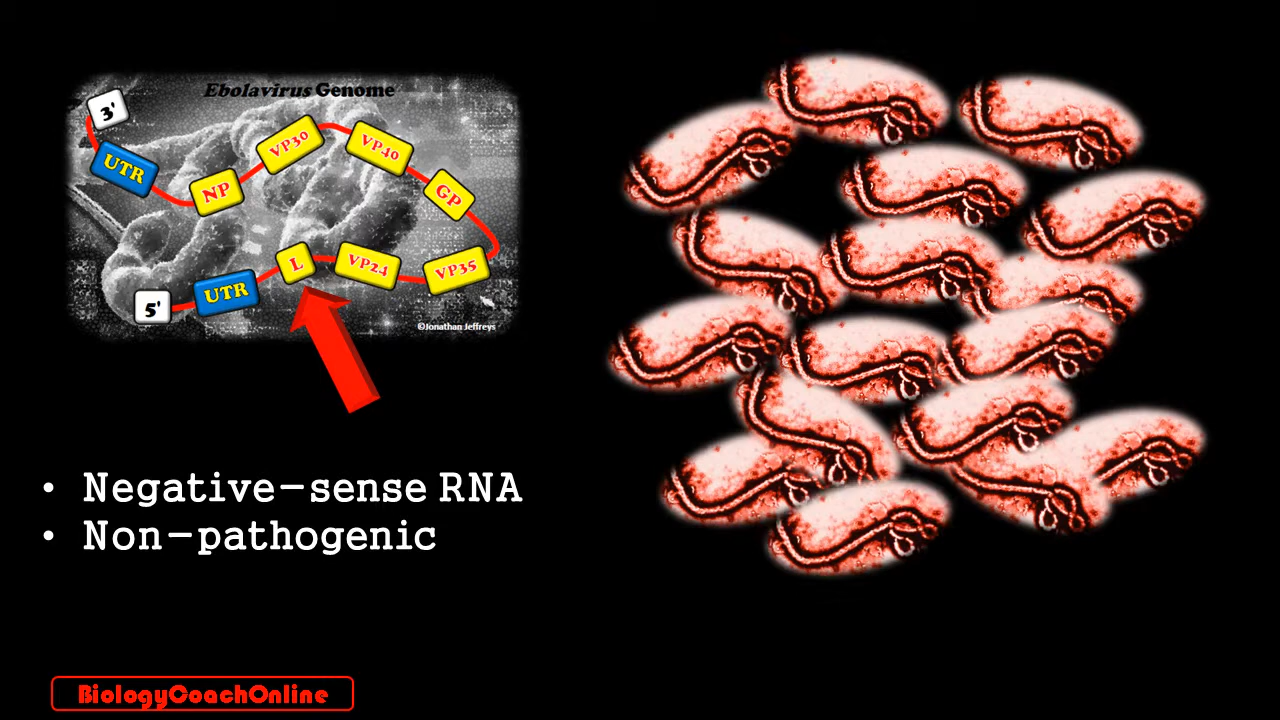 Ebolavirus Genome
3'
UTR
NP
VP30
VP40
GP
VP35
VP24
L
UTR
5'
©Jonathan Jeffreys
• Negative-sense RNA
• Non-pathogenic
BiologyCoachOnline